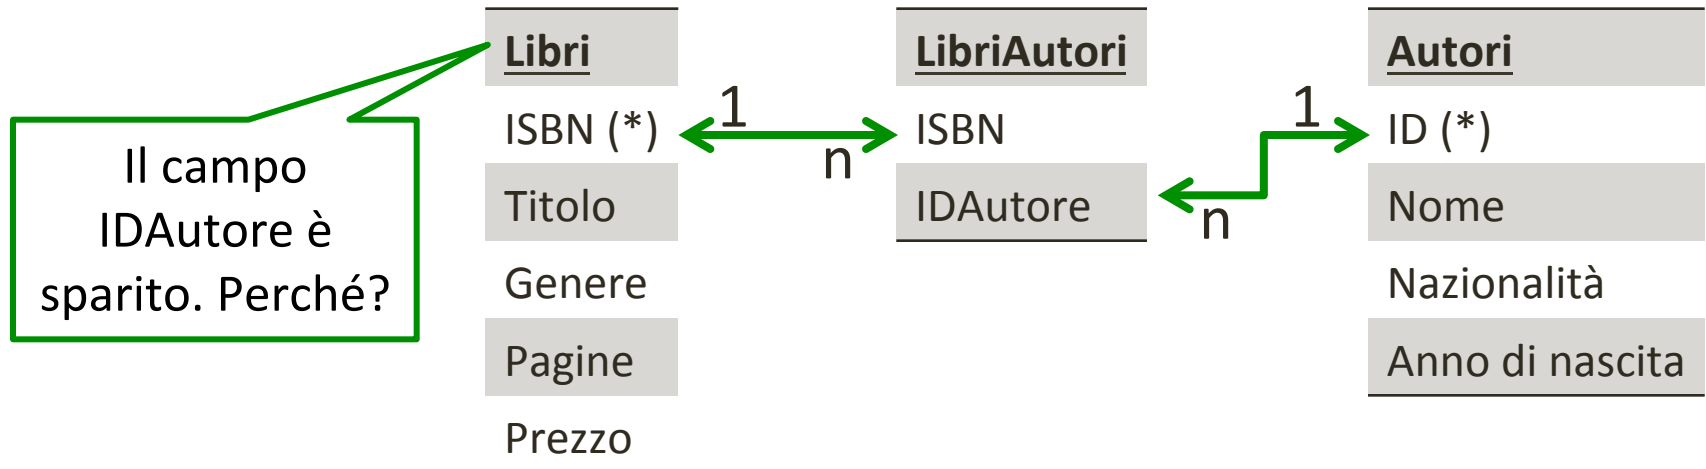 Il campo
IDAutore è
sparito. Perché?
Libri
ISBN (*)
Titolo
Genere
Pagine
Prezzo
1
n
LibriAutori
ISBN
IDAutore
1
n
Autori
ID (*)
Nome
Nazionalità
Anno di nascita